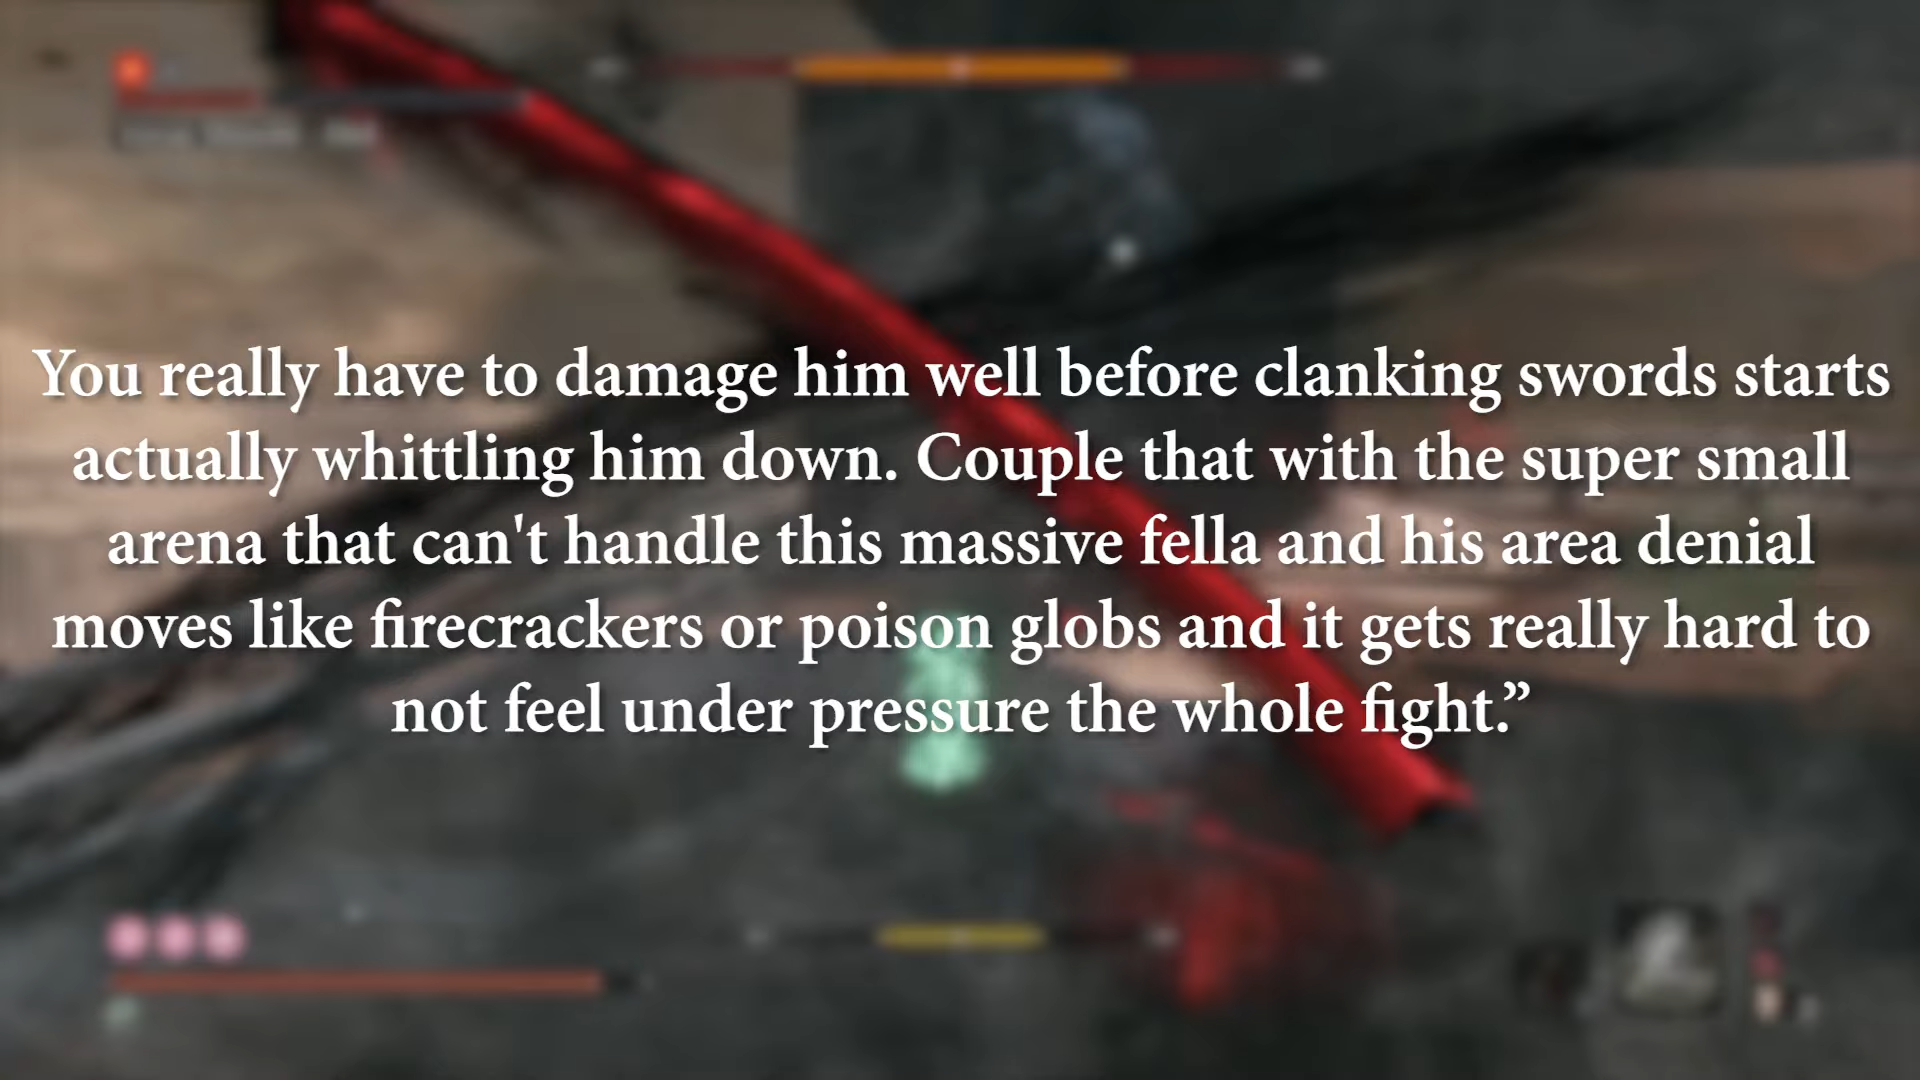 You really have to damage him well before clanking swords starts
actually whittling him down. Couple that with the super small
arena that can't handle this massive fella and his area denial
moves like firecrackers or poison globs and it gets really hard to
not feel under pressure the whole fight.”